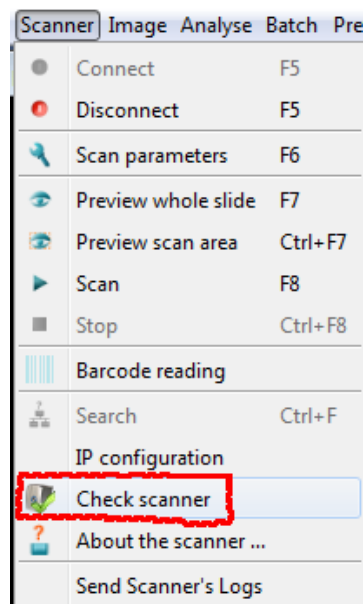 Scanner Image Analyse Batch Pre
Connect F5
Disconnect F5
Scan parameters F6
Preview whole slide F7
Preview scan area Ctrl+F7
Scan F8
Stop Ctrl+F8
Barcode reading
Search Ctrl+F
IP configuration
Check scanner
About the scanner ...
Send Scanner's Logs